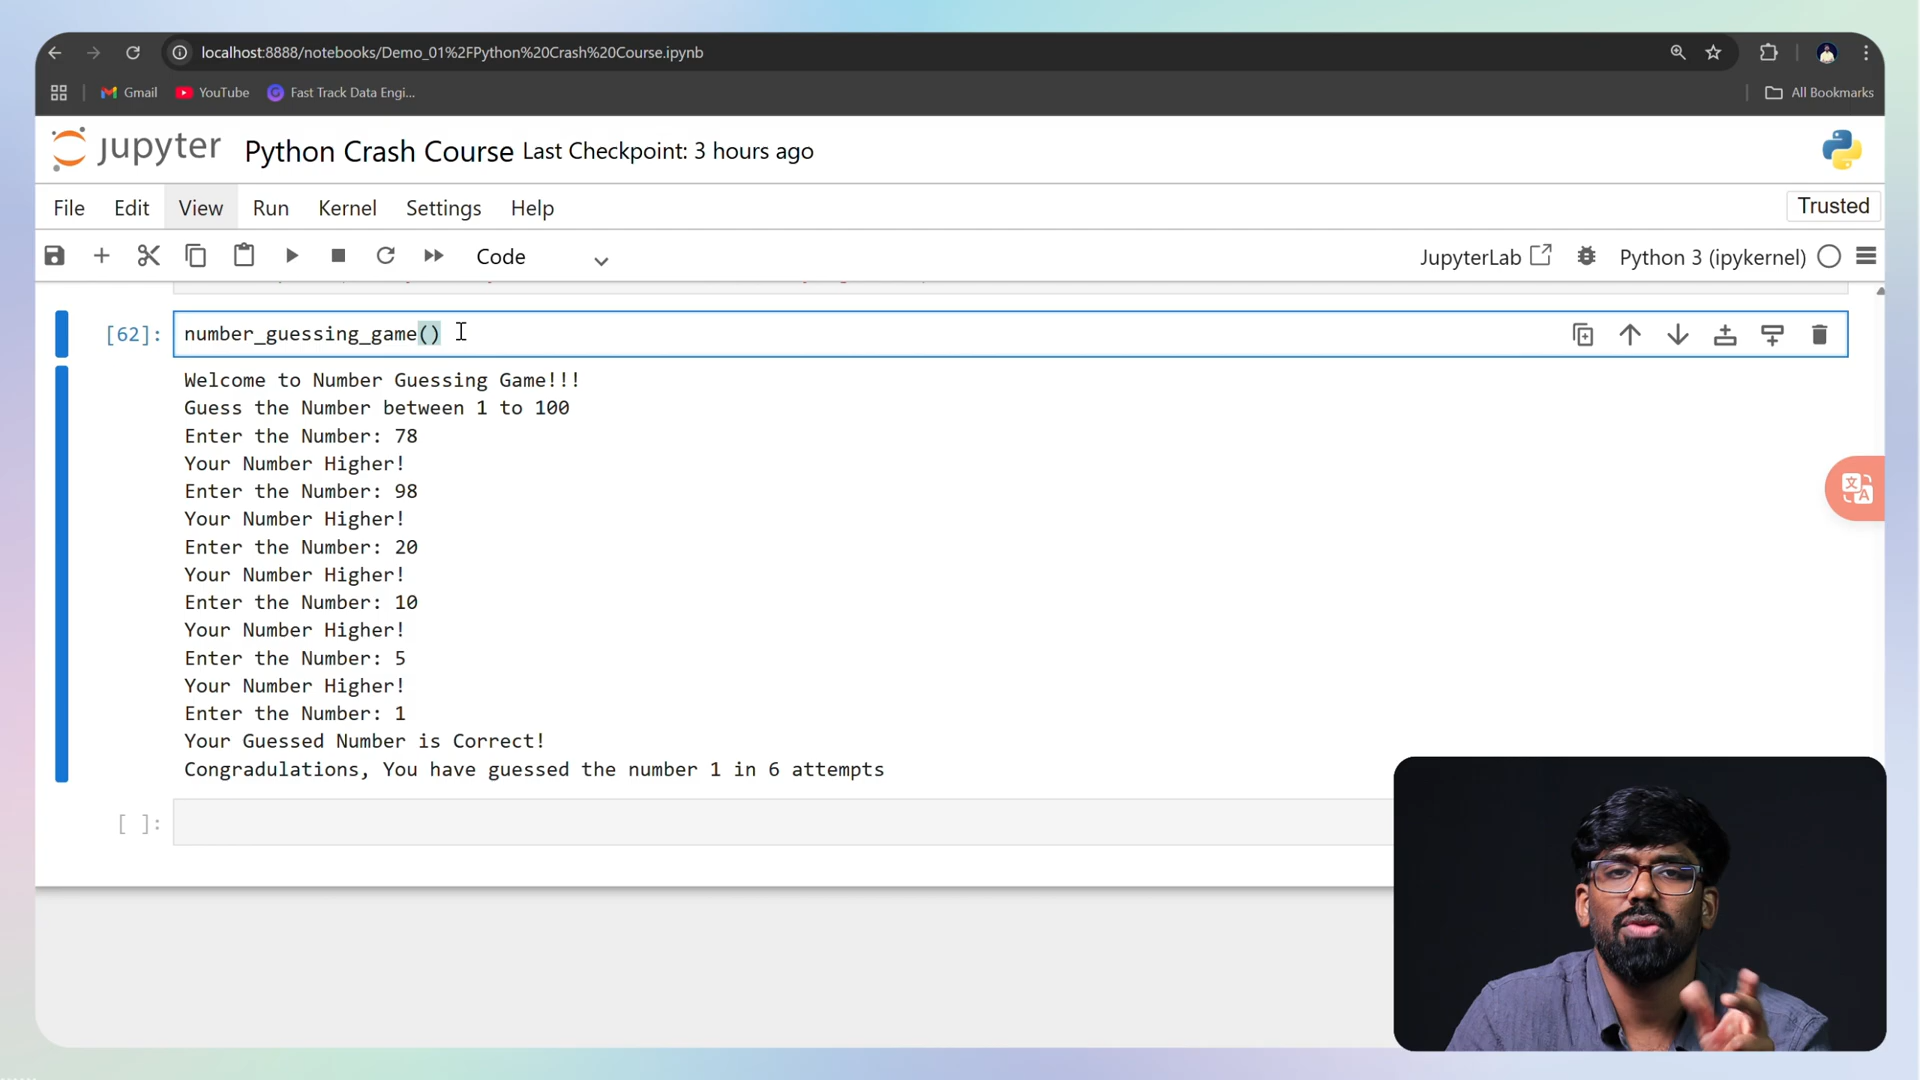 localhost:8888/notebooks/Demo_01%2FPython%20Crash%20Course.ipynb
Gmail
YouTube
Fast Track Data Engi...
All Bookmarks
jupyter
Python Crash Course Last Checkpoint: 3 hours ago
File Edit View Run Kernel Settings Help
Trusted
Code
JupyterLab
Python 3 (ipykernel)
[62]: number_guessing_game()
Welcome to Number Guessing Game!!!
Guess the Number between 1 to 100
Enter the Number: 78
Your Number Higher!
Enter the Number: 98
Your Number Higher!
Enter the Number: 20
Your Number Higher!
Enter the Number: 10
Your Number Higher!
Enter the Number: 5
Your Number Higher!
Enter the Number: 1
Your Guessed Number is Correct!
Congradulations, You have guessed the number 1 in 6 attempts
[ ]:
文
A